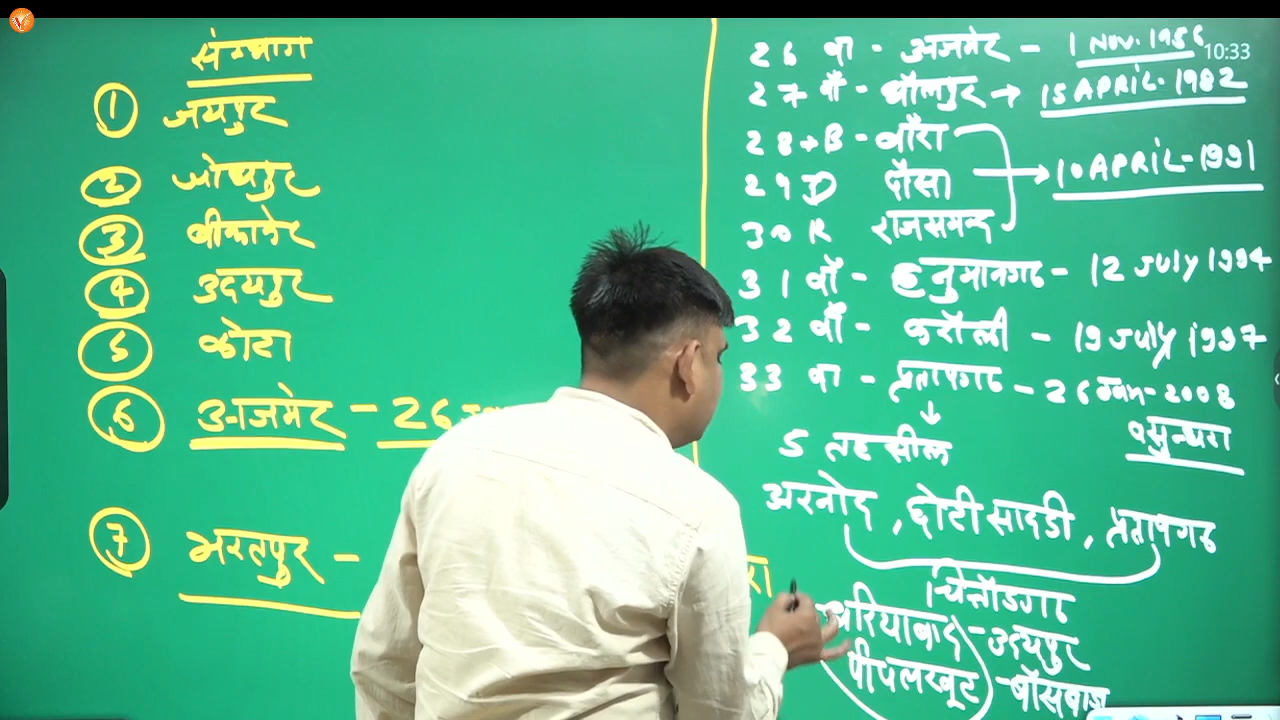 संभाग
① जयपुर
② जोधपुर
③ बीकानेर
④ उदयपुर
⑤ कोटा
⑥ अजमेर - 26
⑦ भरतपुर -
26 वा - अजमेर - 1 NOV. 1956
10:33
27 वाँ - धौलपुर → 15 APRIL. 1982
28 → B - बाँरा
29 D दौसा → 10 APRIL - 1991
30 R राजसमन्द
31 वाँ - हनुमानगढ - 12 July 1994
32 वाँ - करौली - 19 July 1997
33 वा - प्रतापगढ - 26 Jan - 2008
वसुन्धरा
5 तहसील
अरनोद, छोटी सादडी, प्रतापगढ
चित्तौडगढ
धरियाबाद - उदयपुर
पीपलखूट - बाँसवाडा